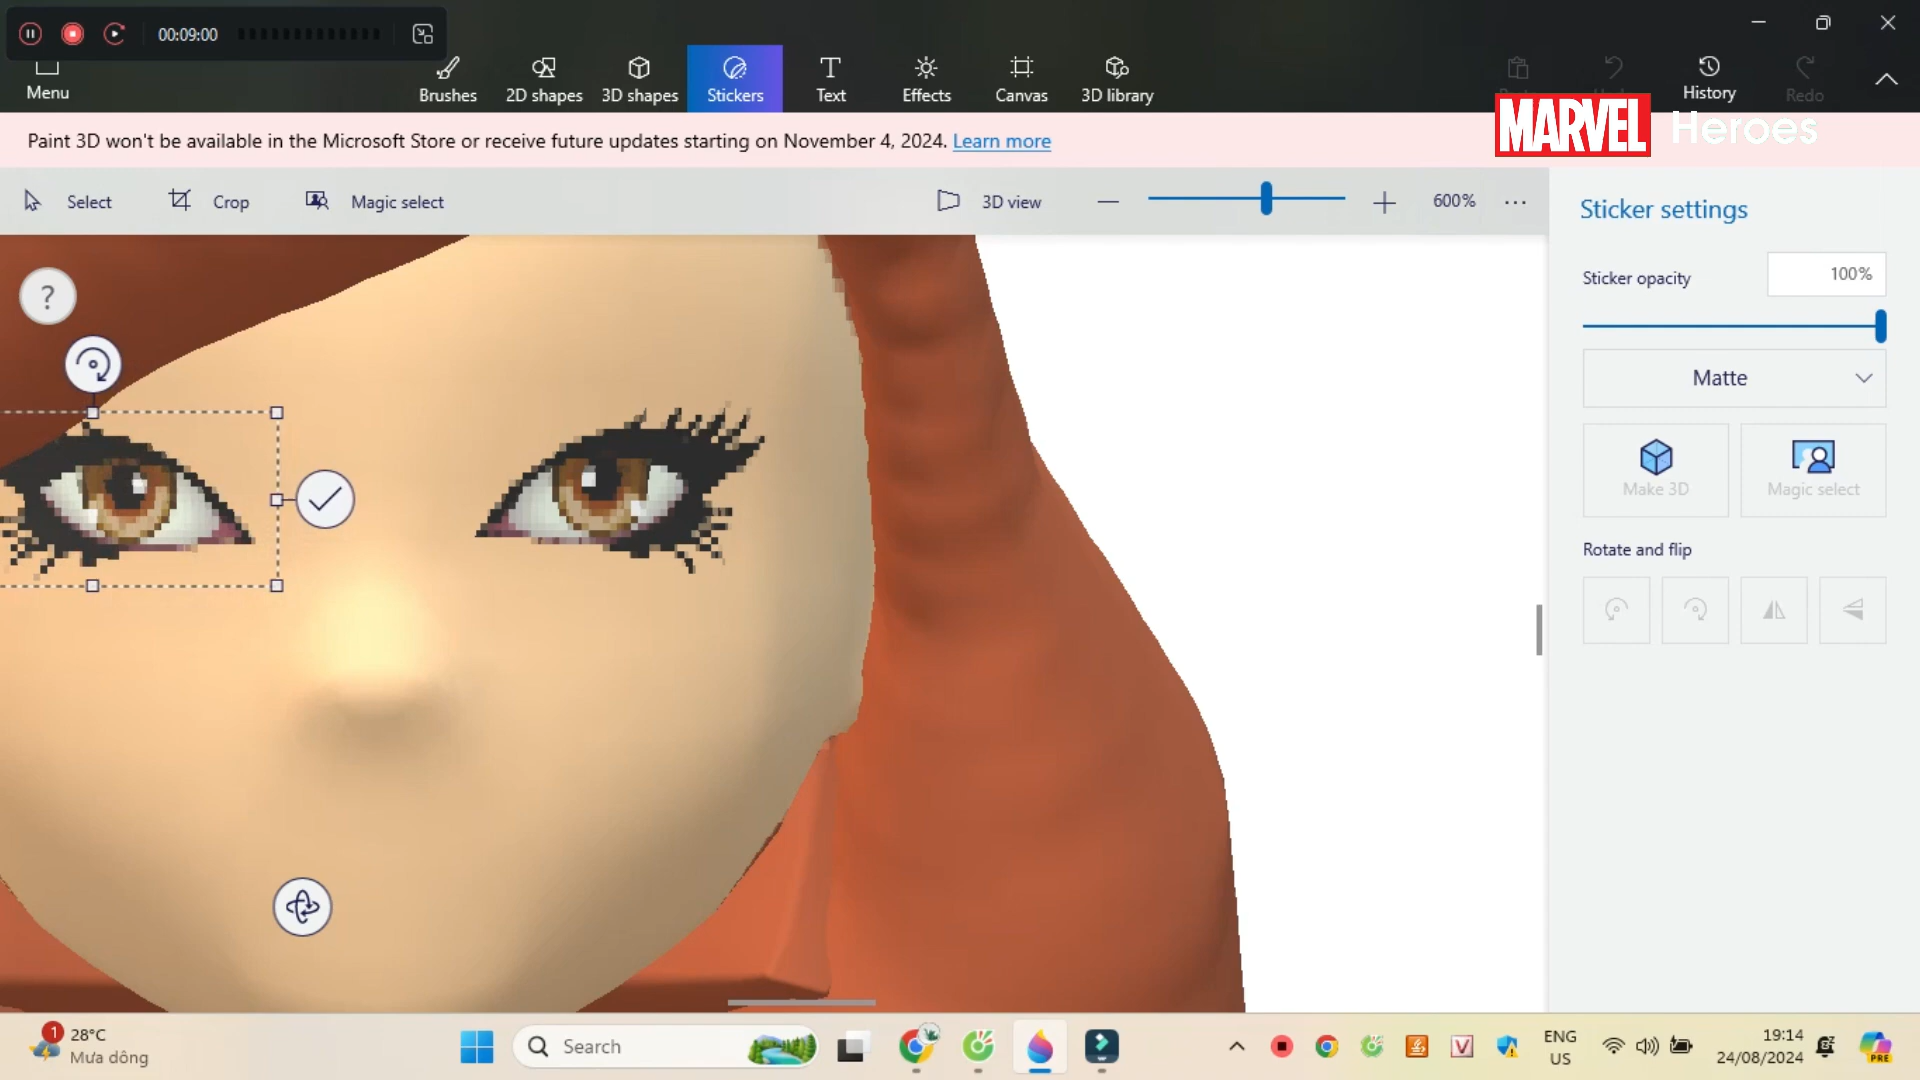 00:09:00
Menu
Brushes
2D shapes
3D shapes
Stickers
Text
Effects
Canvas
3D library
History
Redo
MARVEL Heroes
Paint 3D won't be available in the Microsoft Store or receive future updates starting on November 4, 2024. Learn more
Select
Crop
Magic select
3D view
600%
Sticker settings
Sticker opacity
100%
Matte
Make 3D
Magic select
Rotate and flip
?
1
28°C
Mưa dông
Search
ENG
US
19:14
24/08/2024
PRE